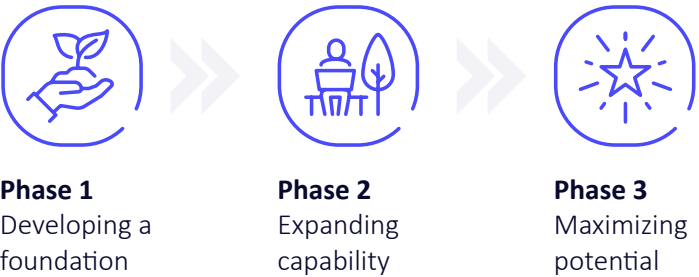 Phase 1
Developing a
foundation
Phase 2
Expanding
capability
Phase 3
Maximizing
potential